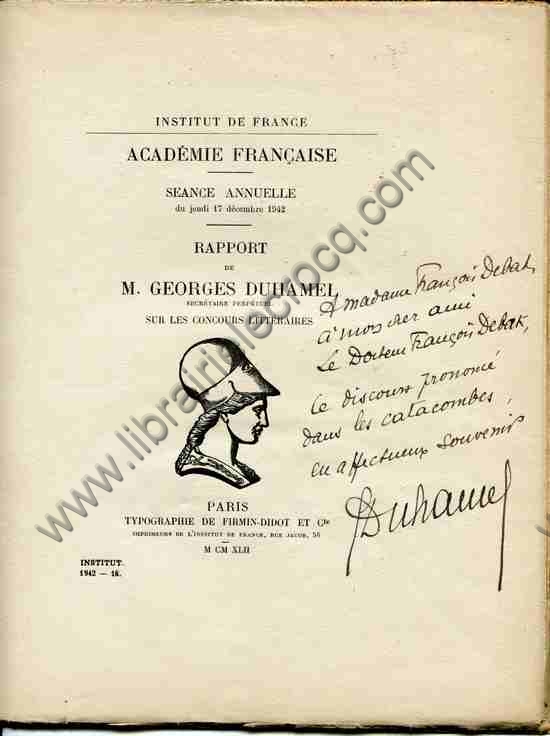 INSTITUT DE FRANCE
ACADÉMIE FRANÇAISE
SEANCE ANNUELLE
du jeudi 17 décembre 1942
RAPPORT
DE
M. GEORGES DUHAMEL
SECRÉTAIRE PERPÉTUEL
SUR LES CONCOURS LITTÉRAIRES
A madame François Debat,
à mon cher ami
Le Docteur François Debat,
ce discours prononcé
dans les catacombes,
en affectueux souvenir
GDuhamel
PARIS
TYPOGRAPHIE DE FIRMIN-DIDOT ET Cie
IMPRIMEURS DE L'INSTITUT DE FRANCE, RUE JACOB, 56
M CM XLII
INSTITUT.
1942 — 18.
www.librairielecrocq.com